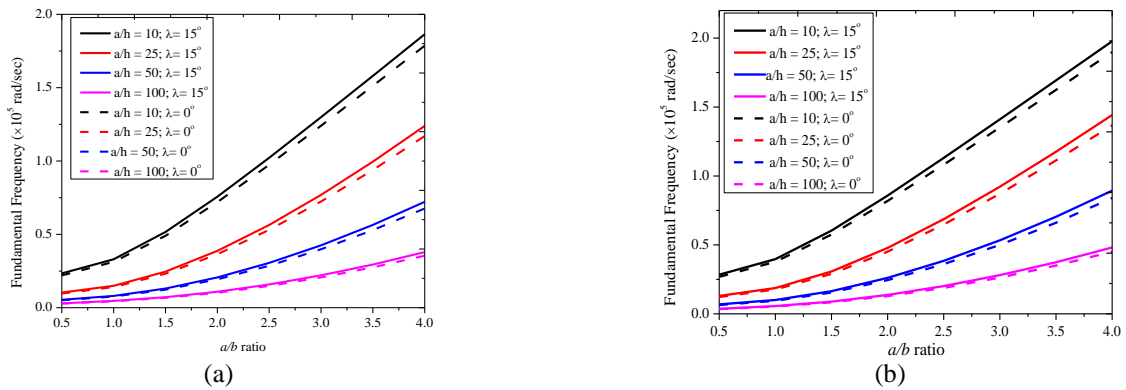 Fundamental Frequency (×10⁵ rad/sec)
2.0
1.5
1.0
0.5
0.0
a/h = 10; λ= 15°
a/h = 25; λ= 15°
a/h = 50; λ= 15°
a/h = 100; λ= 15°
a/h = 10; λ= 0°
a/h = 25; λ= 0°
a/h = 50; λ= 0°
a/h = 100; λ= 0°
0.5 1.0 1.5 2.0 2.5 3.0 3.5 4.0
a/b ratio
(a)
Fundamental Frequency (×10⁵ rad/sec)
2.0
1.5
1.0
0.5
0.0
a/h = 10; λ= 15°
a/h = 25; λ= 15°
a/h = 50; λ= 15°
a/h = 100; λ= 15°
a/h = 10; λ= 0°
a/h = 25; λ= 0°
a/h = 50; λ= 0°
a/h = 100; λ= 0°
0.5 1.0 1.5 2.0 2.5 3.0 3.5 4.0
a/b ratio
(b)